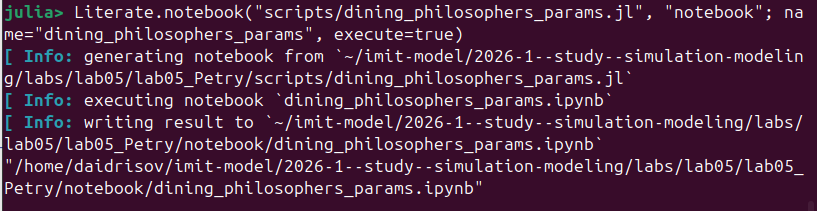 julia> Literate.notebook("scripts/dining_philosophers_params.jl", "notebook"; na
me="dining_philosophers_params", execute=true)
[ Info: generating notebook from `~/imit-model/2026-1--study--simulation-modelin
g/labs/lab05/lab05_Petry/scripts/dining_philosophers_params.jl`
[ Info: executing notebook `dining_philosophers_params.ipynb`
[ Info: writing result to `~/imit-model/2026-1--study--simulation-modeling/labs/
lab05/lab05_Petry/notebook/dining_philosophers_params.ipynb`
"/home/daidrisov/imit-model/2026-1--study--simulation-modeling/labs/lab05/lab05_
Petry/notebook/dining_philosophers_params.ipynb"